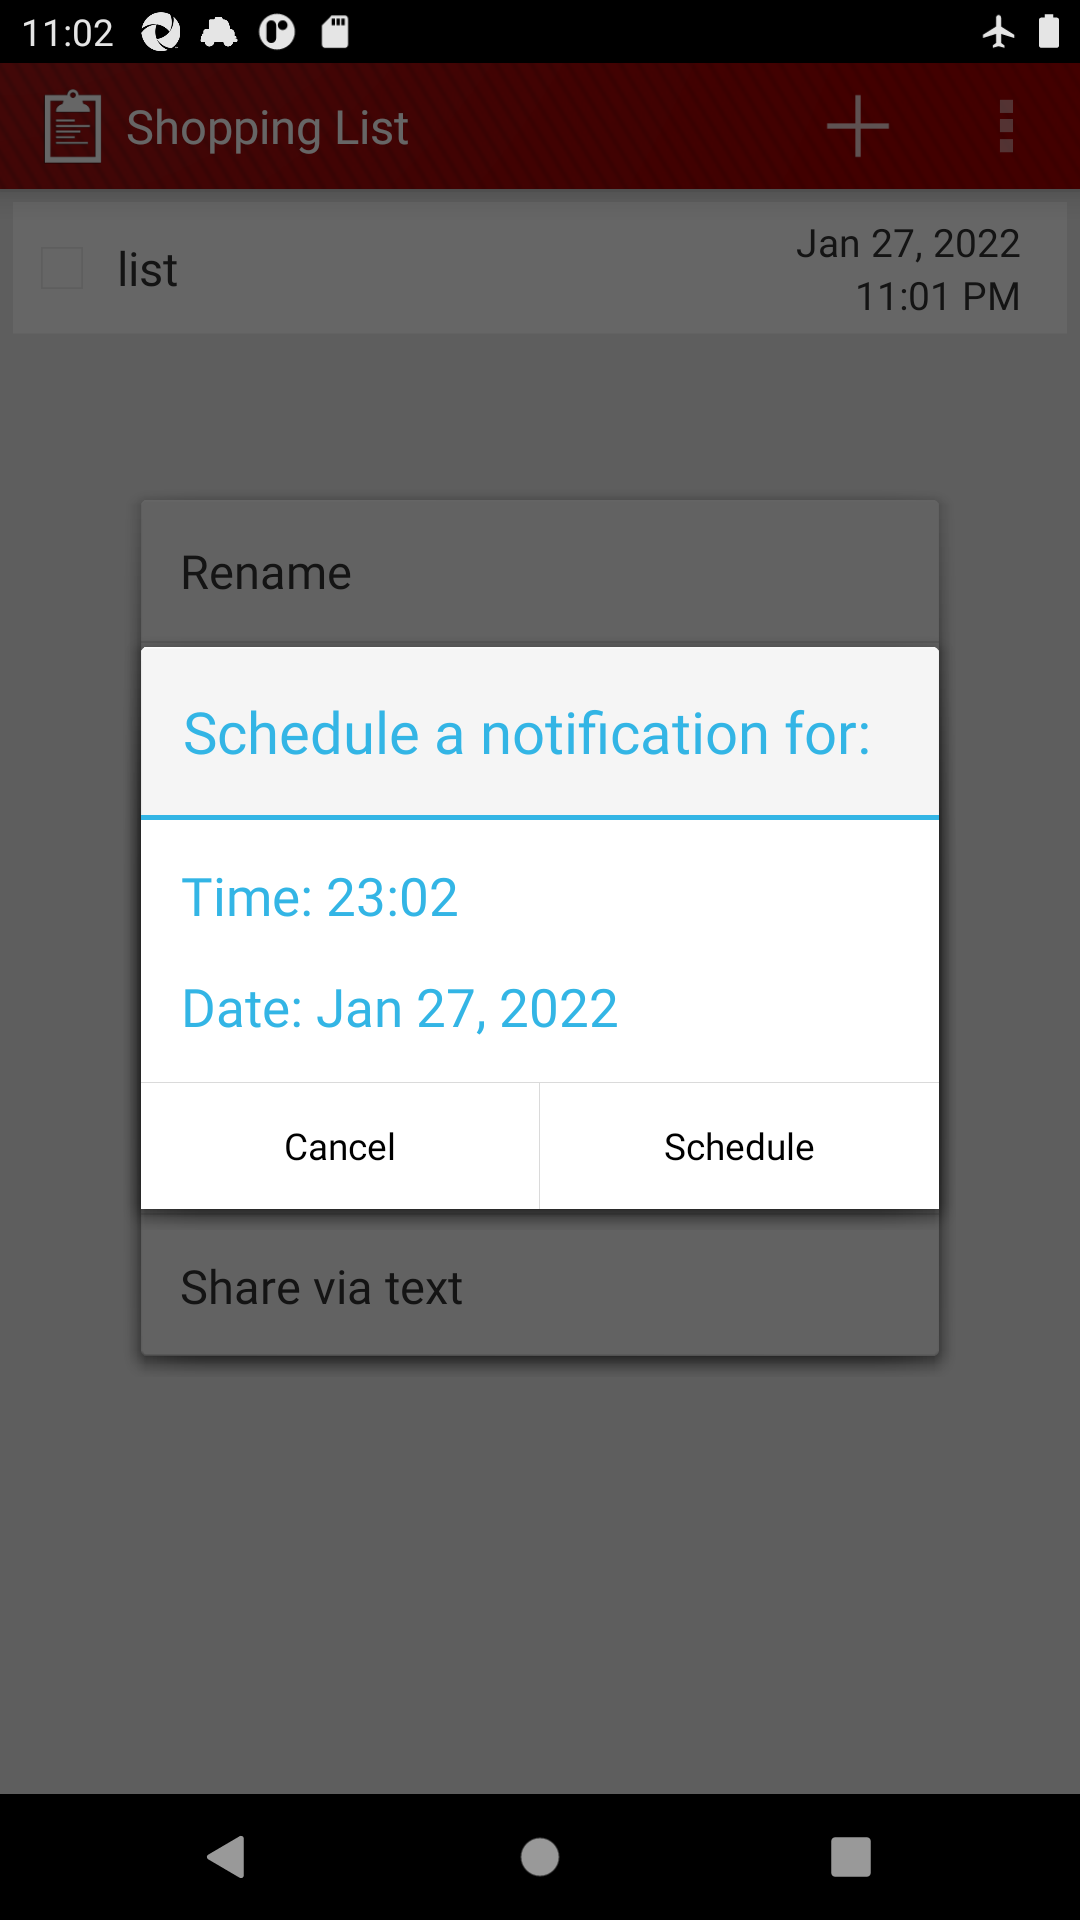 11:02
Shopping List
list
Jan 27, 2022
11:01 PM
Rename
Schedule a notification for:
Time: 23:02
Date: Jan 27, 2022
Cancel
Schedule
Share via text